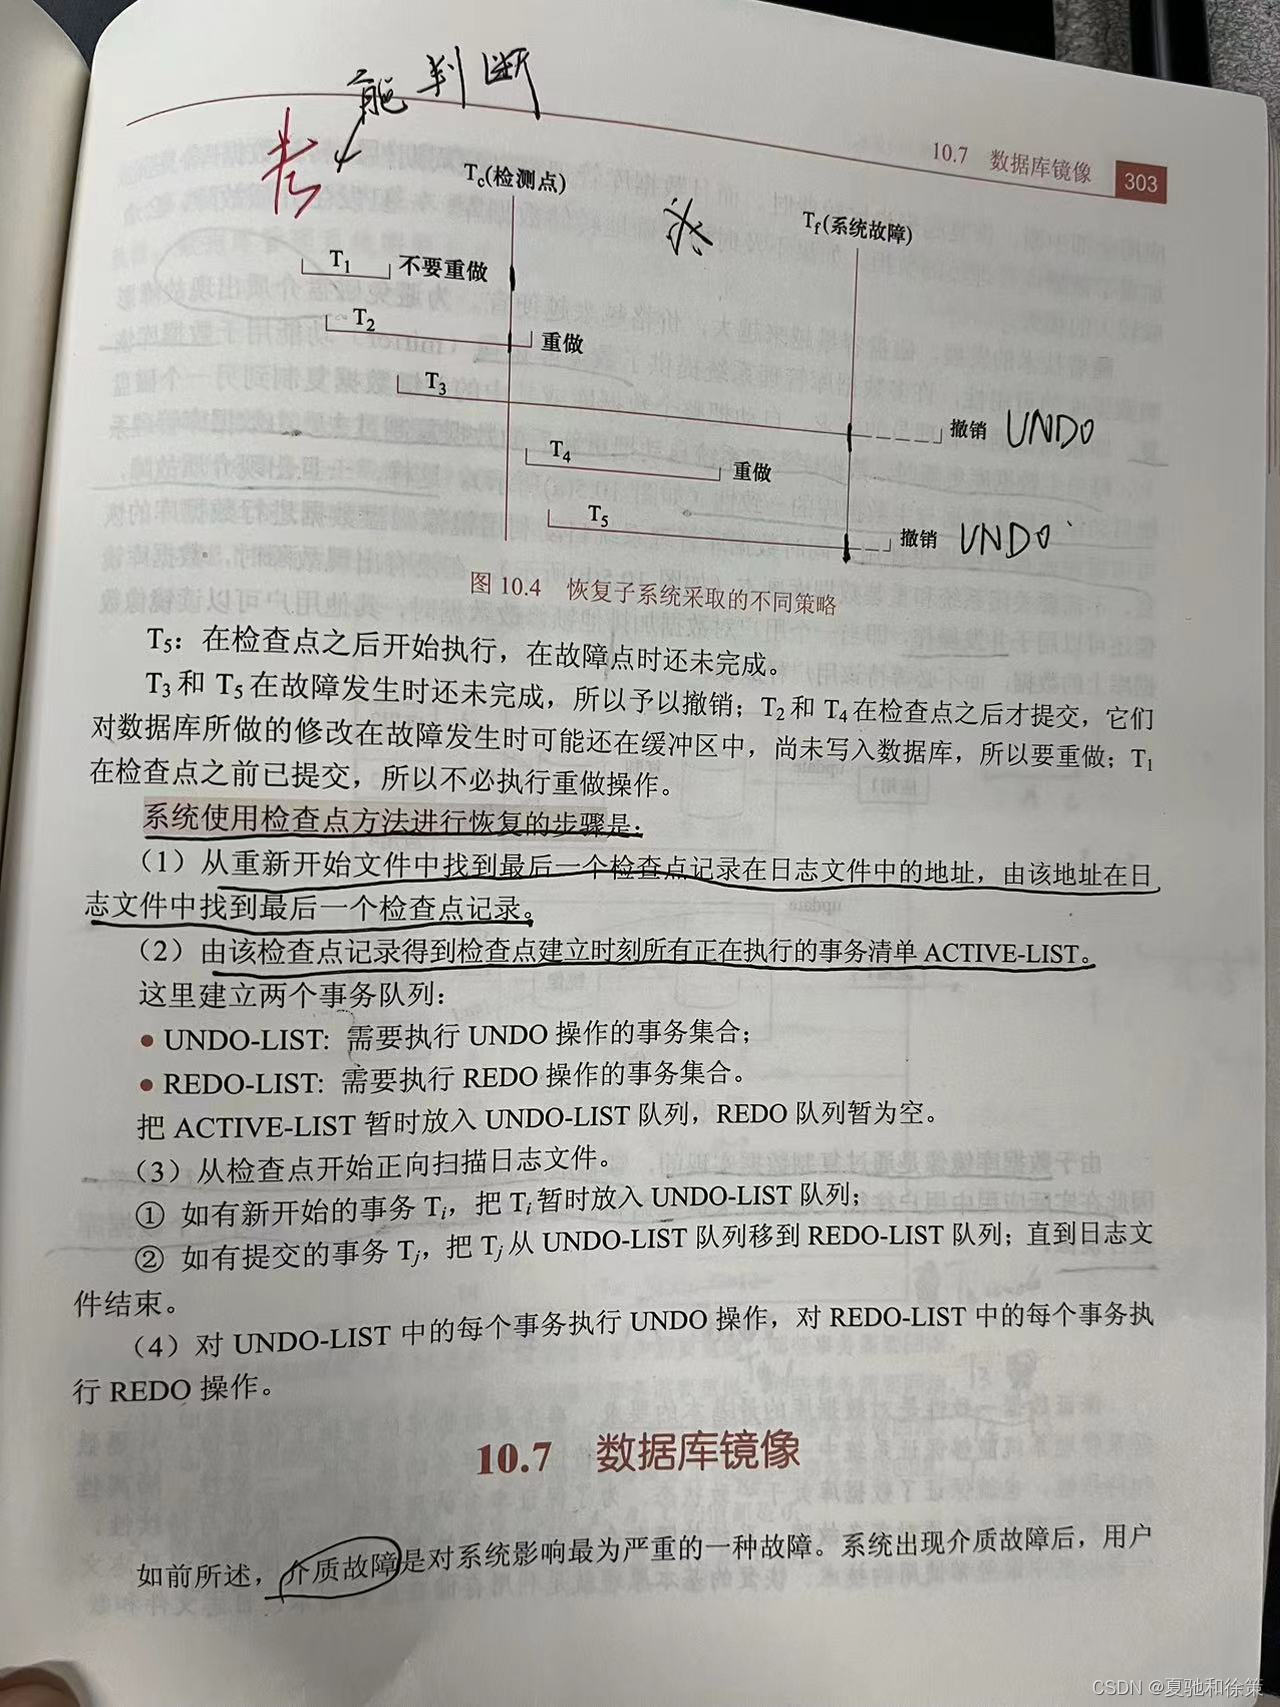 能判断
考
10.7 数据库镜像 303
Tc(检测点)
Tf(系统故障)
T1 不要重做
T2 重做
T3
撤销 UNDO
T4 重做
T5
撤销 UNDO
图 10.4 恢复子系统采取的不同策略
T5：在检查点之后开始执行，在故障点时还未完成。
T3 和 T5 在故障发生时还未完成，所以予以撤销；T2 和 T4 在检查点之后才提交，它们
对数据库所做的修改在故障发生时可能还在缓冲区中，尚未写入数据库，所以要重做；T1
在检查点之前已提交，所以不必执行重做操作。
系统使用检查点方法进行恢复的步骤是：
（1）从重新开始文件中找到最后一个检查点记录在日志文件中的地址，由该地址在日
志文件中找到最后一个检查点记录。
（2）由该检查点记录得到检查点建立时刻所有正在执行的事务清单 ACTIVE-LIST。
这里建立两个事务队列：
• UNDO-LIST: 需要执行 UNDO 操作的事务集合；
• REDO-LIST: 需要执行 REDO 操作的事务集合。
把 ACTIVE-LIST 暂时放入 UNDO-LIST 队列，REDO 队列暂为空。
（3）从检查点开始正向扫描日志文件。
① 如有新开始的事务 Ti，把 Ti 暂时放入 UNDO-LIST 队列；
② 如有提交的事务 Tj，把 Tj 从 UNDO-LIST 队列移到 REDO-LIST 队列；直到日志文
件结束。
（4）对 UNDO-LIST 中的每个事务执行 UNDO 操作，对 REDO-LIST 中的每个事务执
行 REDO 操作。
10.7 数据库镜像
如前所述，介质故障是对系统影响最为严重的一种故障。系统出现介质故障后，用户
CSDN @夏驰和徐策